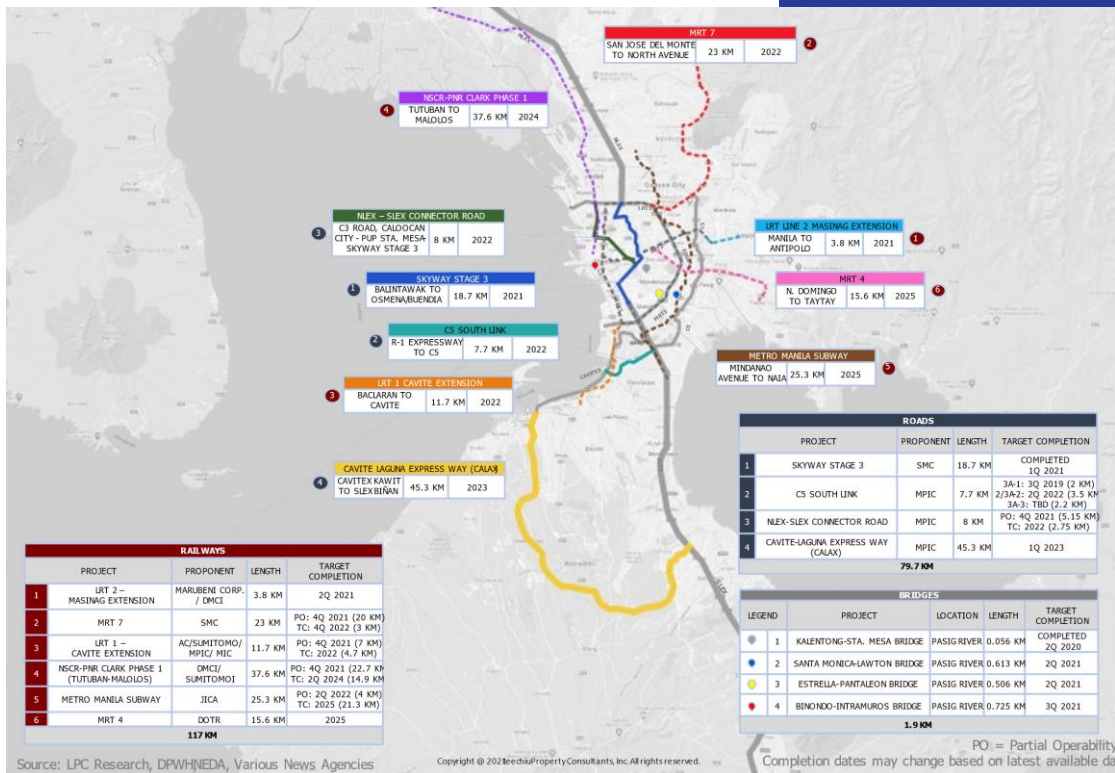 MRT 7
SAN JOSE DEL MONTE TO NORTH AVENUE 23 KM 2022
2
NSCR-PNR CLARK PHASE 1
4
TUTUBAN TO MALOLOS 37.6 KM 2024
NLEX – SLEX CONNECTOR ROAD
3
C3 ROAD, CALOOCAN CITY - PUP STA. MESA- SKYWAY STAGE 3 8 KM 2022
LRT LINE 2 MASINAG EXTENSION
MANILA TO ANTIPOLO 3.8 KM 2021
1
SKYWAY STAGE 3
1
BALINTAWAK TO OSMENA/BUENDIA 18.7 KM 2021
MRT 4
N. DOMINGO TO TAYTAY 15.6 KM 2025
6
C5 SOUTH LINK
2
R-1 EXPRESSWAY TO C5 7.7 KM 2022
METRO MANILA SUBWAY
MINDANAO AVENUE TO NAIA 25.3 KM 2025
5
LRT 1 CAVITE EXTENSION
3
BACLARAN TO CAVITE 11.7 KM 2022
CAVITE LAGUNA EXPRESS WAY (CALAX)
4
CAVITEX KAWIT TO SLEX BIÑAN 45.3 KM 2023
NLEX
NLEX
Quezon City
CAVITEX
SLEX
ROADS
PROJECT PROPONENT LENGTH TARGET COMPLETION
1 SKYWAY STAGE 3 SMC 18.7 KM COMPLETED 1Q 2021
2 C5 SOUTH LINK MPIC 7.7 KM 3A-1: 3Q 2019 (2 KM)
2/3A-2: 2Q 2022 (3.5 KM
3A-3: TBD (2.2 KM)
3 NLEX-SLEX CONNECTOR ROAD MPIC 8 KM PO: 4Q 2021 (5.15 KM)
TC: 2022 (2.75 KM)
4 CAVITE-LAGUNA EXPRESS WAY (CALAX) MPIC 45.3 KM 1Q 2023
79.7 KM
RAILWAYS
PROJECT PROPONENT LENGTH TARGET COMPLETION
1 LRT 2 – MASINAG EXTENSION MARUBENI CORP. / DMCI 3.8 KM 2Q 2021
2 MRT 7 SMC 23 KM PO: 4Q 2021 (20 KM)
TC: 4Q 2022 (3 KM)
3 LRT 1 – CAVITE EXTENSION AC/SUMITOMO/ MPIC/ MIC 11.7 KM PO: 4Q 2021 (7 KM)
TC: 2022 (4.7 KM)
4 NSCR-PNR CLARK PHASE 1 (TUTUBAN-MALOLOS) DMCI/ SUMITOMOI 37.6 KM PO: 4Q 2021 (22.7 KM
TC: 2Q 2024 (14.9 KM
5 METRO MANILA SUBWAY JICA 25.3 KM PO: 2Q 2022 (4 KM)
TC: 2025 (21.3 KM)
6 MRT 4 DOTR 15.6 KM 2025
117 KM
BRIDGES
LEGEND PROJECT LOCATION LENGTH TARGET COMPLETION
1 KALENTONG-STA. MESA BRIDGE PASIG RIVER 0.056 KM COMPLETED 2Q 2020
2 SANTA MONICA-LAWTON BRIDGE PASIG RIVER 0.613 KM 2Q 2021
3 ESTRELLA-PANTALEON BRIDGE PASIG RIVER 0.506 KM 2Q 2021
4 BINONDO-INTRAMUROS BRIDGE PASIG RIVER 0.725 KM 3Q 2021
1.9 KM
PO = Partial Operability
Source: LPC Research, DPWH,NEDA, Various News Agencies
Copyright @ 2021 LeechiuPropertyConsultants, Inc. All rights reserved.
Completion dates may change based on latest available da